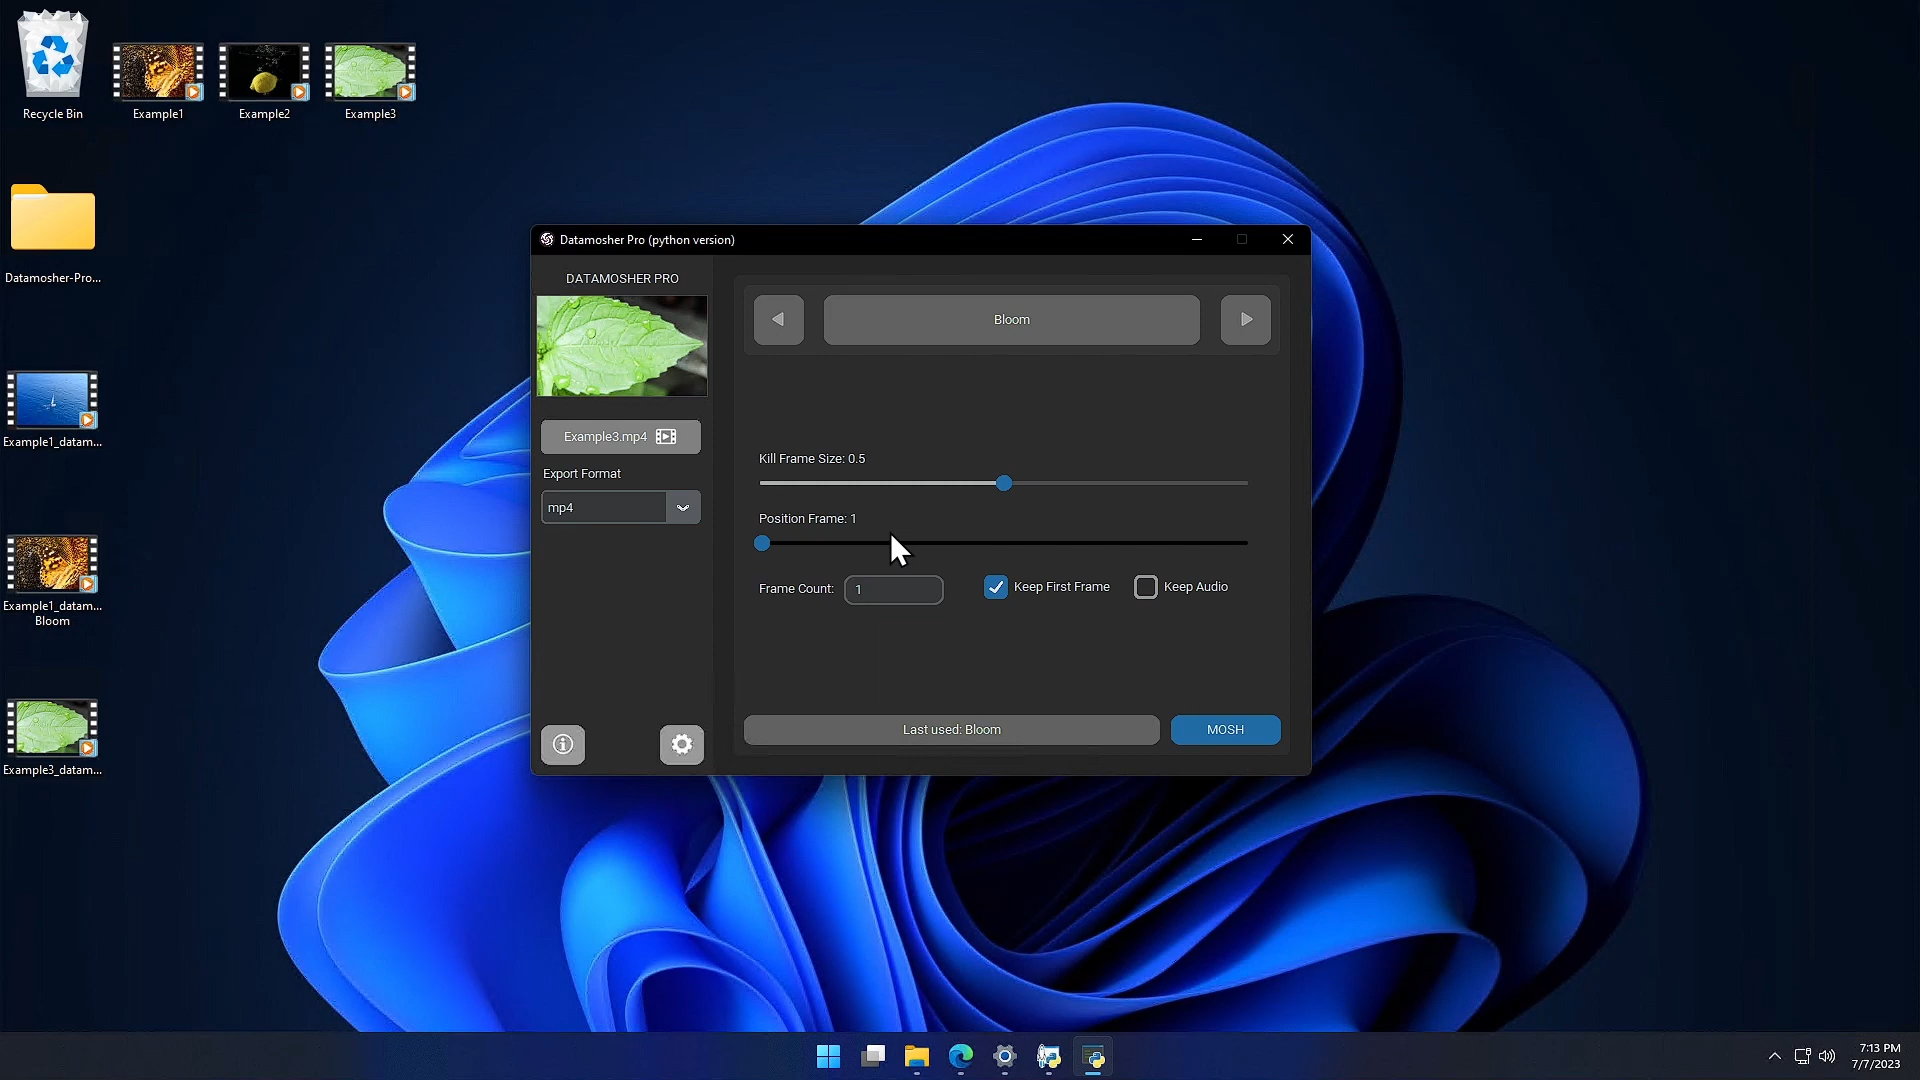 Recycle Bin
Example1
Example2
Example3
Datamosher-Pro...
Example1_datam...
Example1_datam...
Bloom
Example3_datam...
Datamosher Pro (python version)
DATAMOSHER PRO
Example3.mp4
Export Format
mp4
Bloom
Kill Frame Size: 0.5
Position Frame: 1
Frame Count:
1
Keep First Frame
Keep Audio
Last used: Bloom
MOSH
7:13 PM
7/7/2023